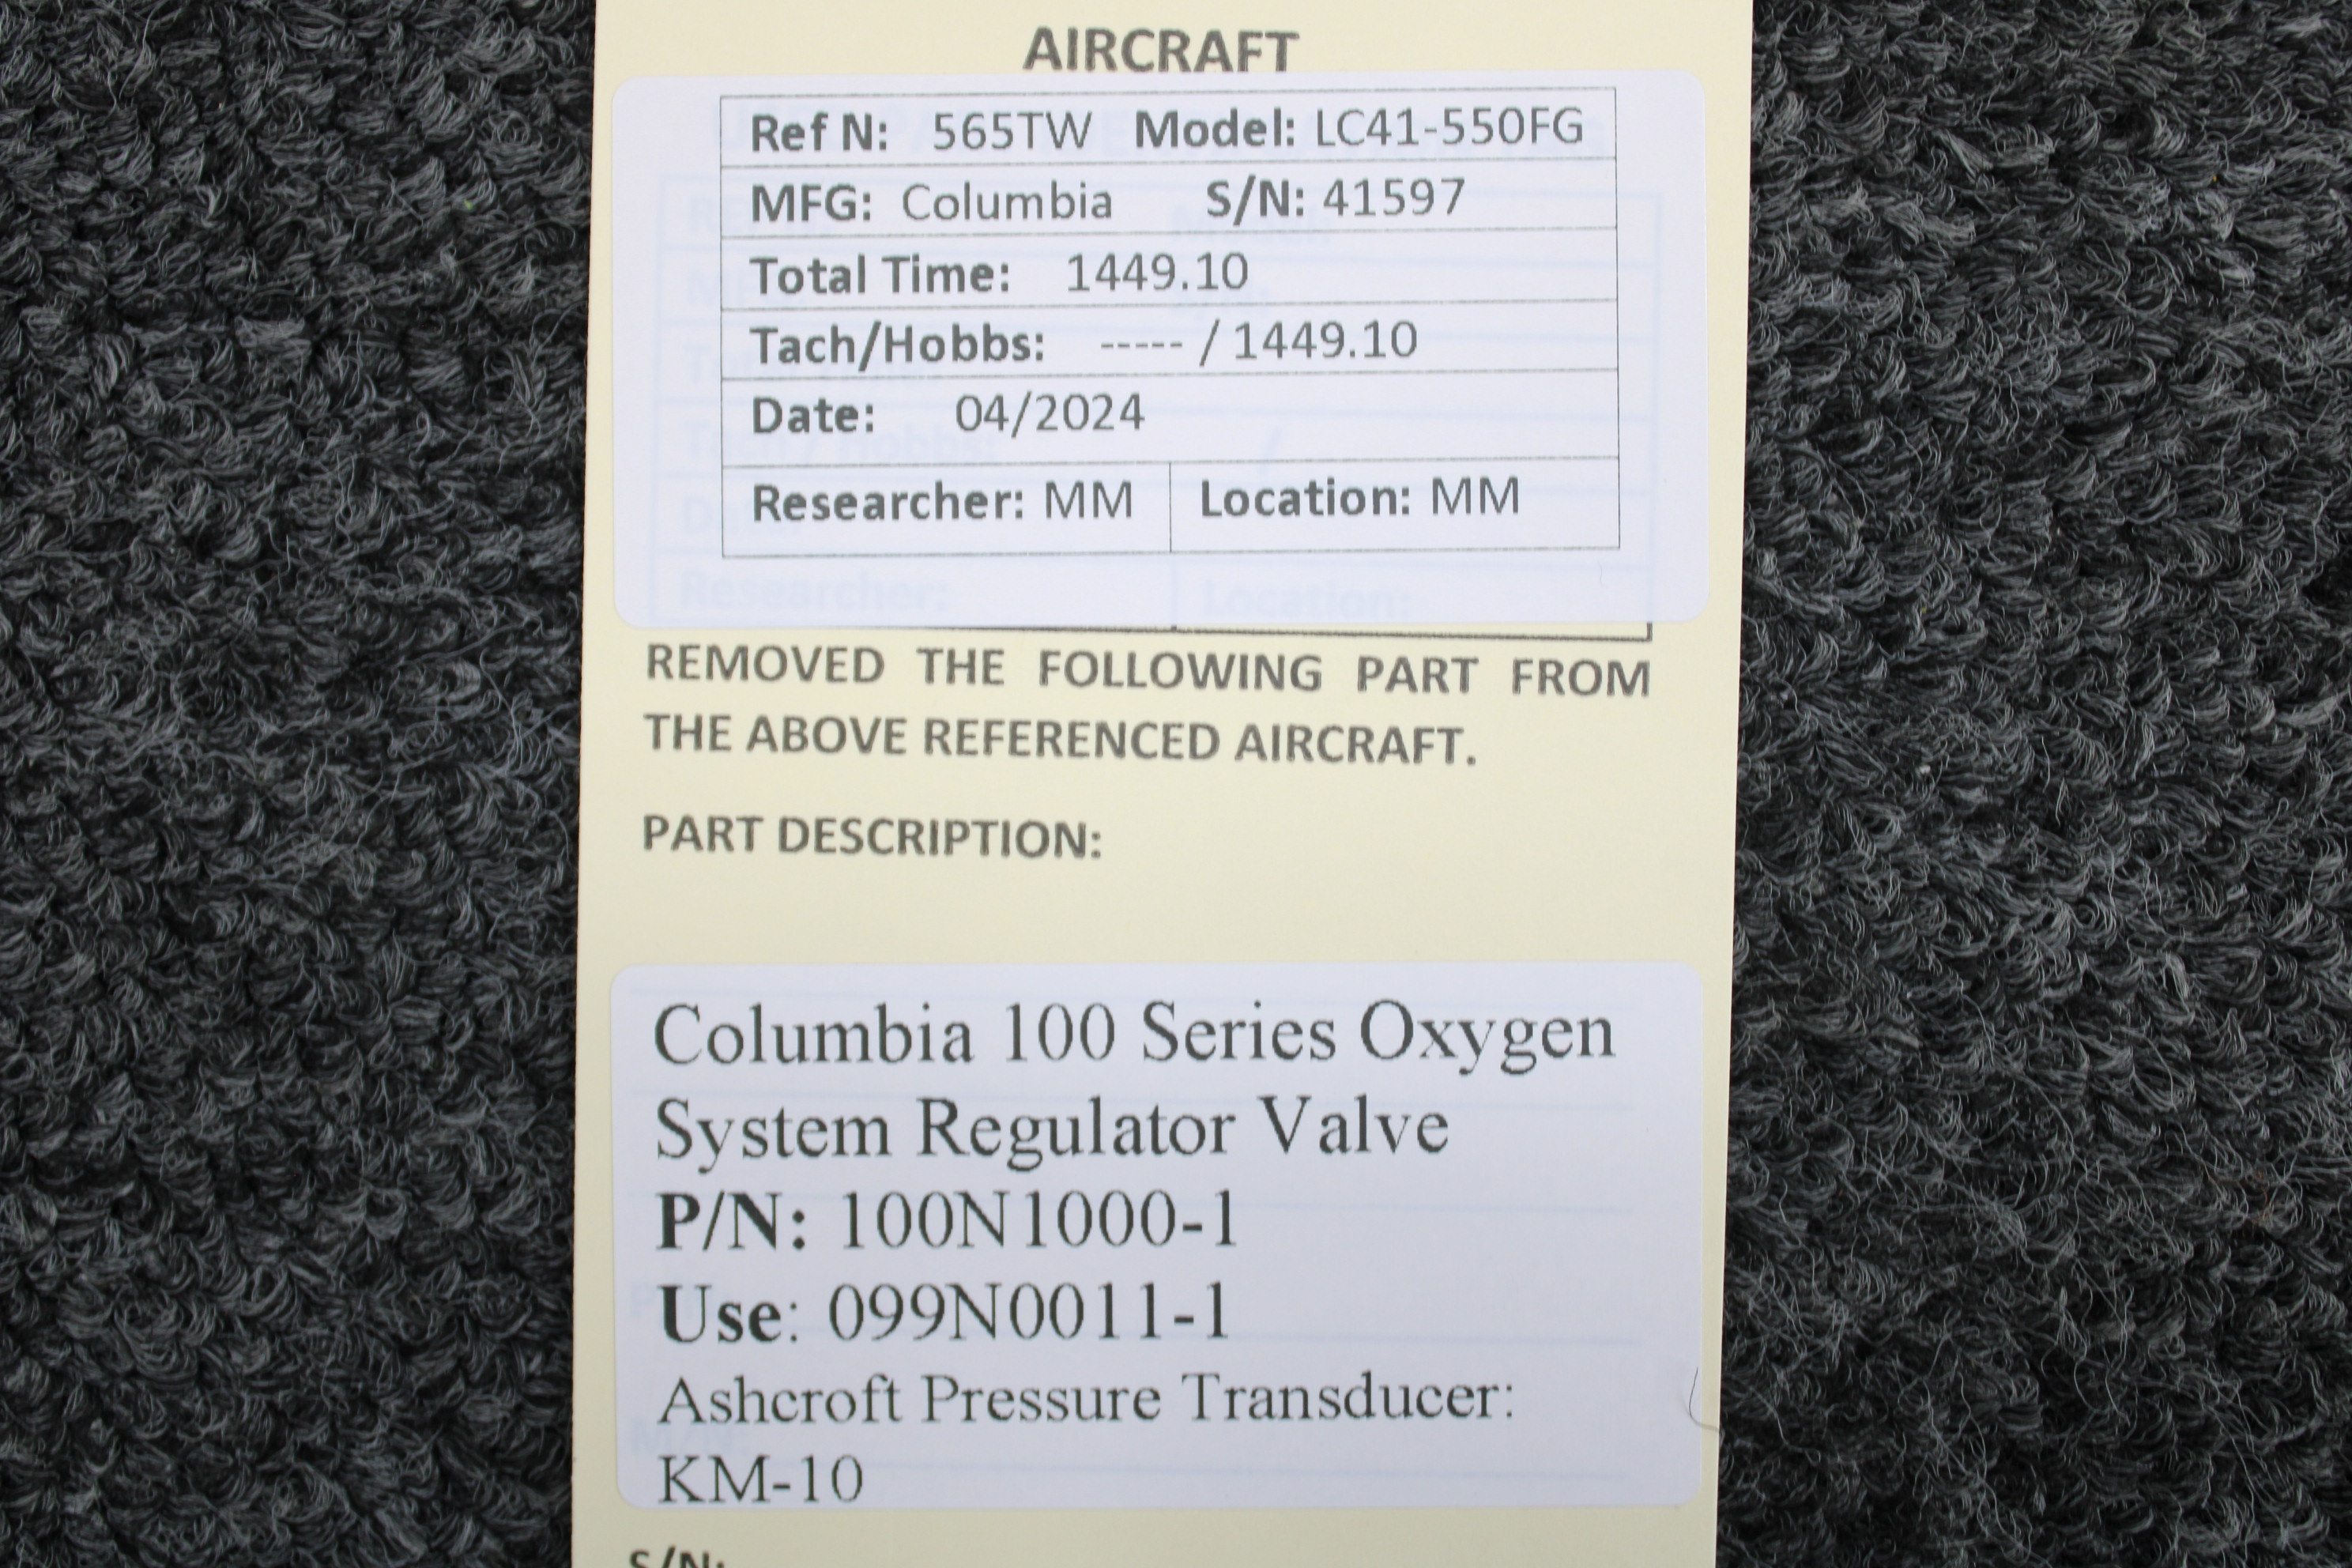 AIRCRAFT
Ref N: 565TW Model: LC41-550FG
MFG: Columbia S/N: 41597
Total Time: 1449.10
Tach/Hobbs: ----- / 1449.10
Date: 04/2024
Researcher: MM Location: MM
Researcher: Location:
REMOVED THE FOLLOWING PART FROM
THE ABOVE REFERENCED AIRCRAFT.
PART DESCRIPTION:
Columbia 100 Series Oxygen
System Regulator Valve
P/N: 100N1000-1
Use: 099N0011-1
Ashcroft Pressure Transducer:
KM-10
S/N: